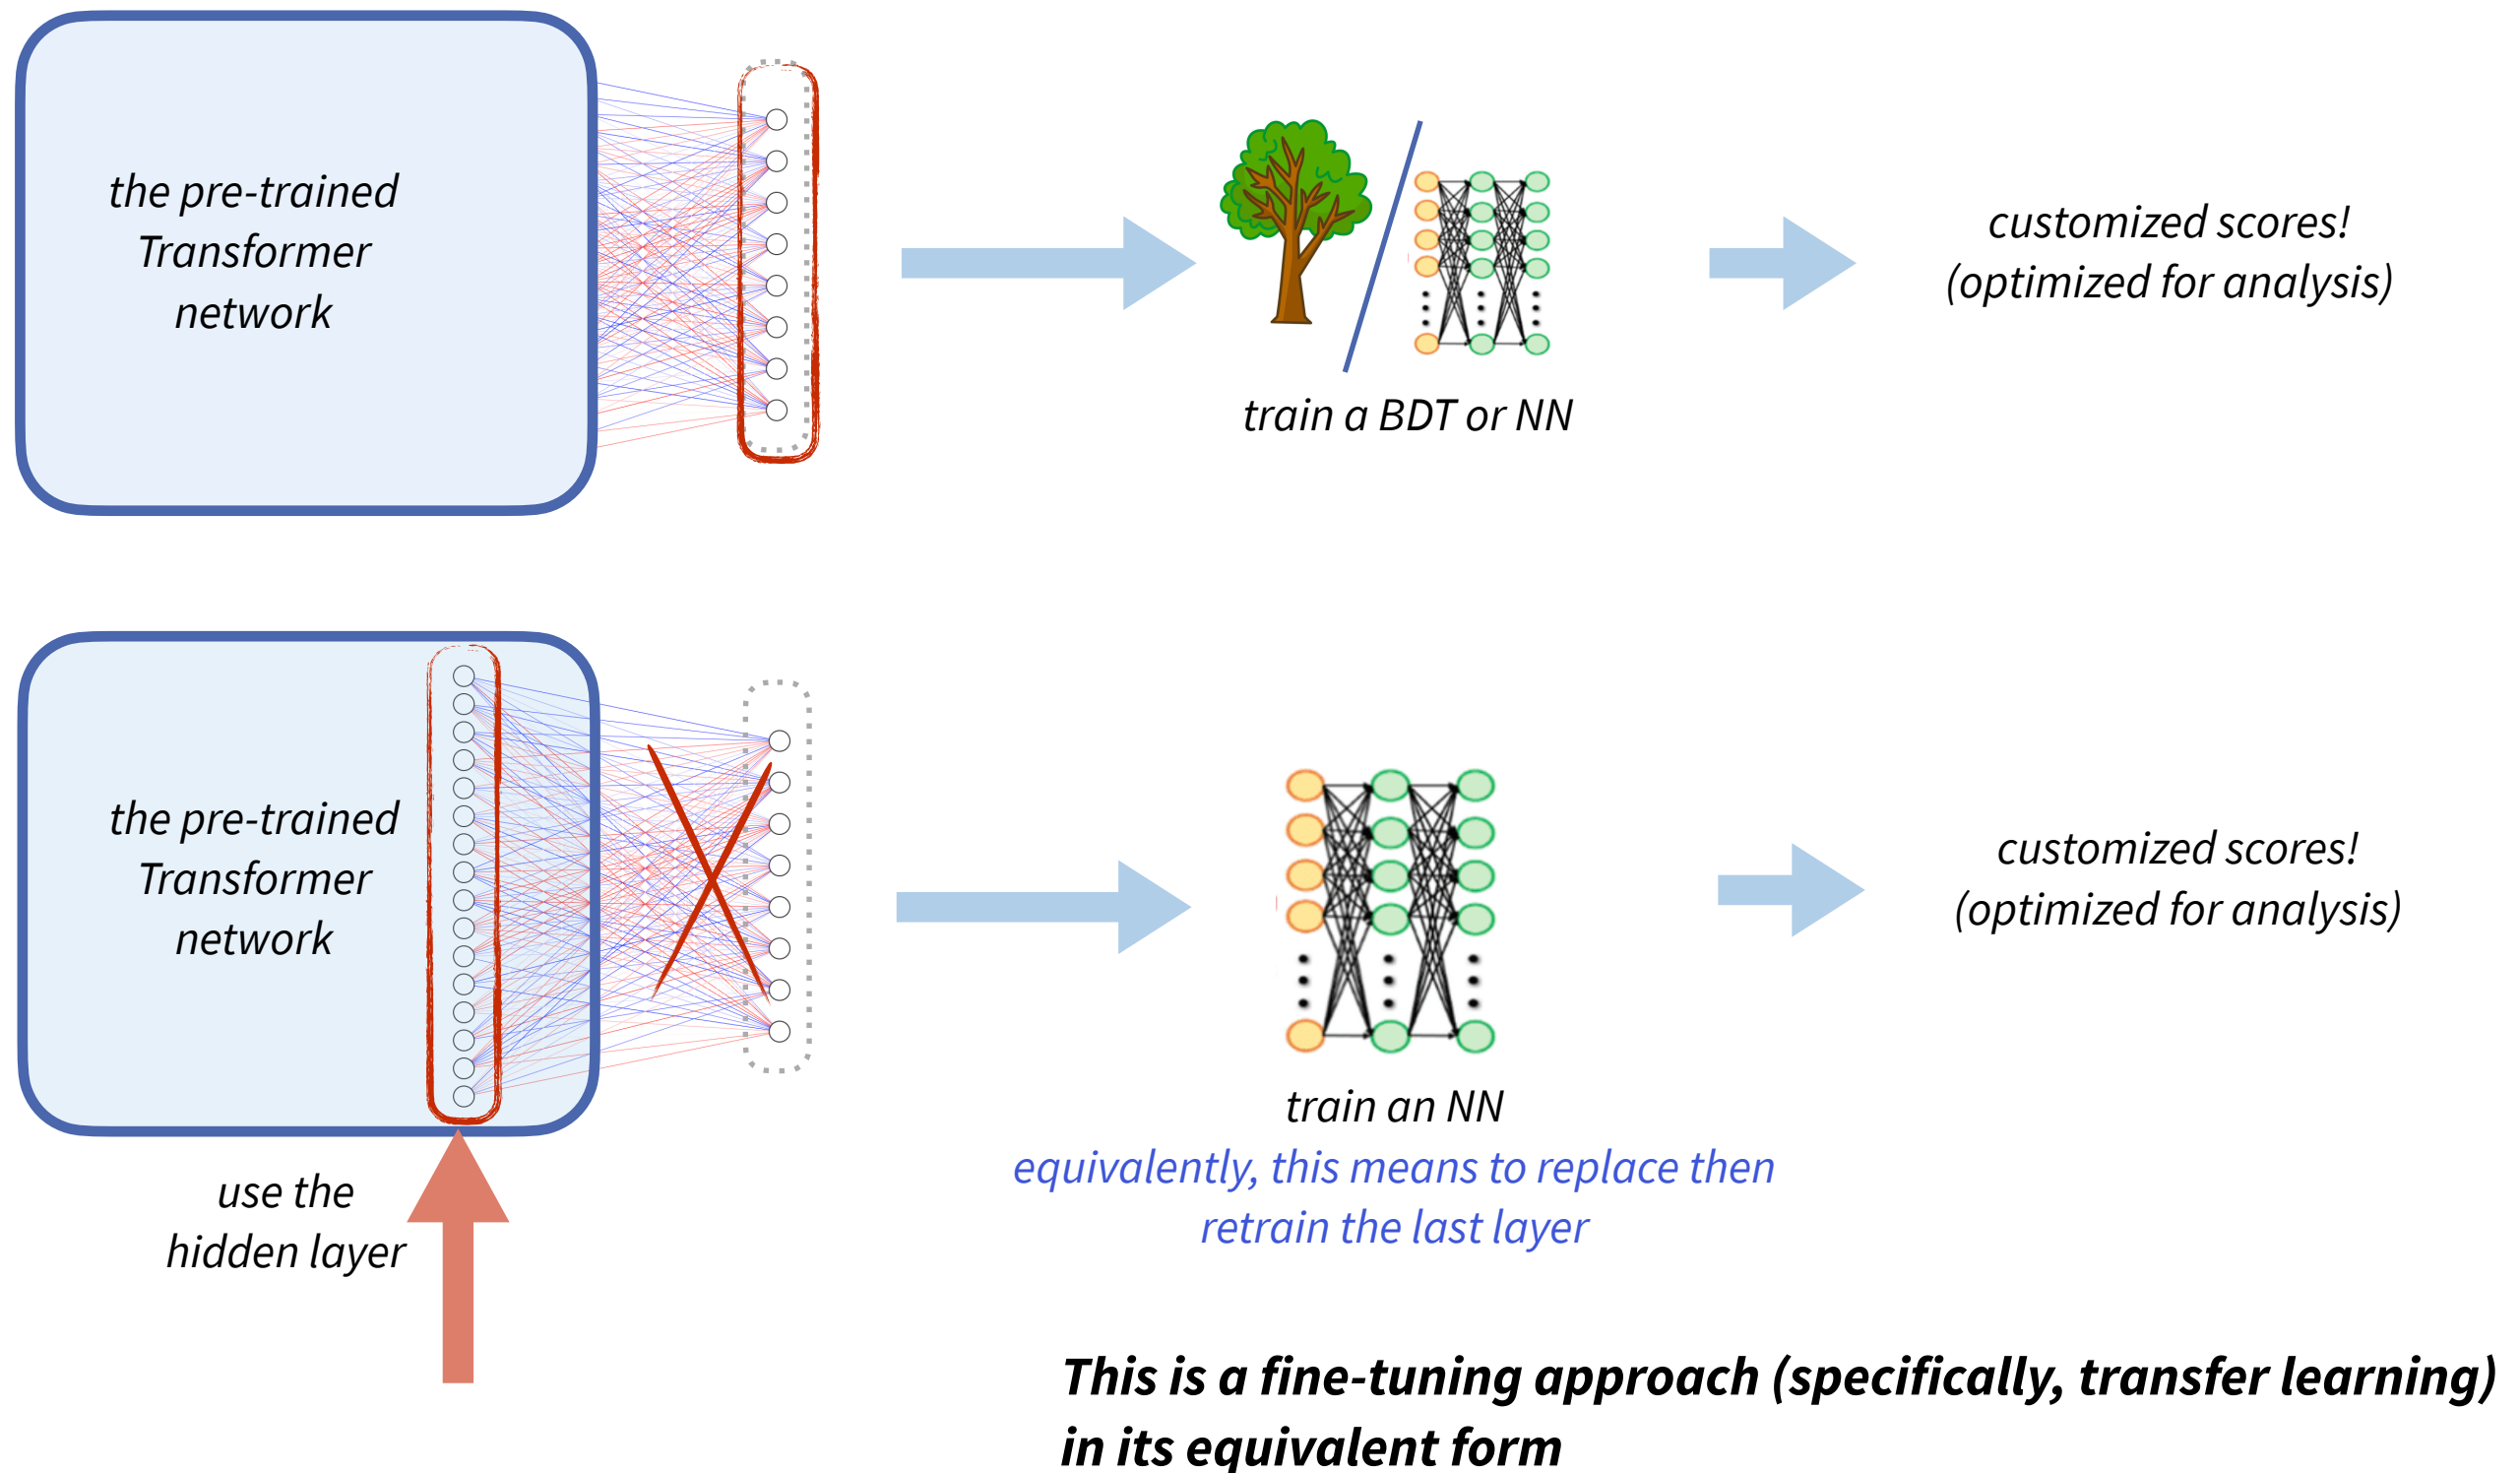 the pre-trained
Transformer
network
train a BDT or NN
customized scores!
(optimized for analysis)
the pre-trained
Transformer
network
use the
hidden layer
train an NN
equivalently, this means to replace then
retrain the last layer
customized scores!
(optimized for analysis)
This is a fine-tuning approach (specifically, transfer learning)
in its equivalent form